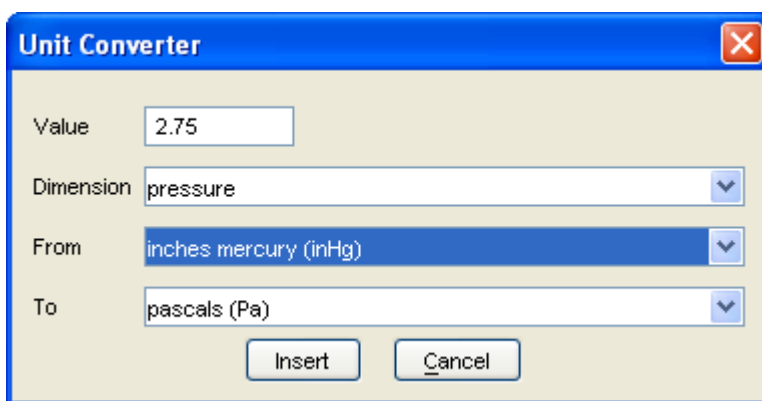 Unit Converter
Value 2.75
Dimension pressure
From inches mercury (inHg)
To pascals (Pa)
Insert Cancel